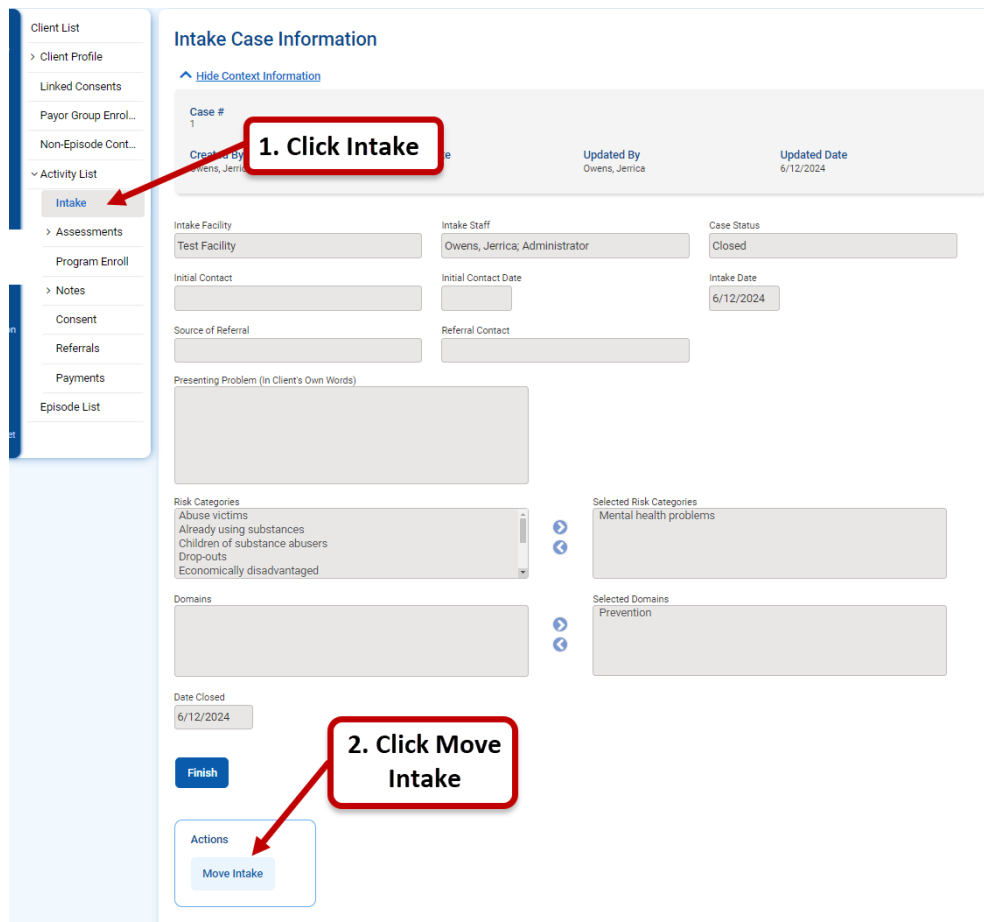 Client List
Client Profile
Linked Consents
Payor Group Enrol...
Non-Episode Cont...
Activity List
Intake
Assessments
Program Enroll
Notes
Consent
Referrals
Payments
Episode List
on
et
Intake Case Information
Hide Context Information
Case #
1
Created By
Updated By
Updated Date
Owens, Jerrica
6/12/2024
1. Click Intake
Intake Facility
Intake Staff
Case Status
Test Facility
Owens, Jerrica; Administrator
Closed
Initial Contact
Initial Contact Date
Intake Date
6/12/2024
Source of Referral
Referral Contact
Presenting Problem (In Client's Own Words)
Risk Categories
Selected Risk Categories
Abuse victims
Already using substances
Children of substance abusers
Drop-outs
Economically disadvantaged
Mental health problems
Domains
Selected Domains
Prevention
Date Closed
6/12/2024
2. Click Move
Intake
Finish
Actions
Move Intake